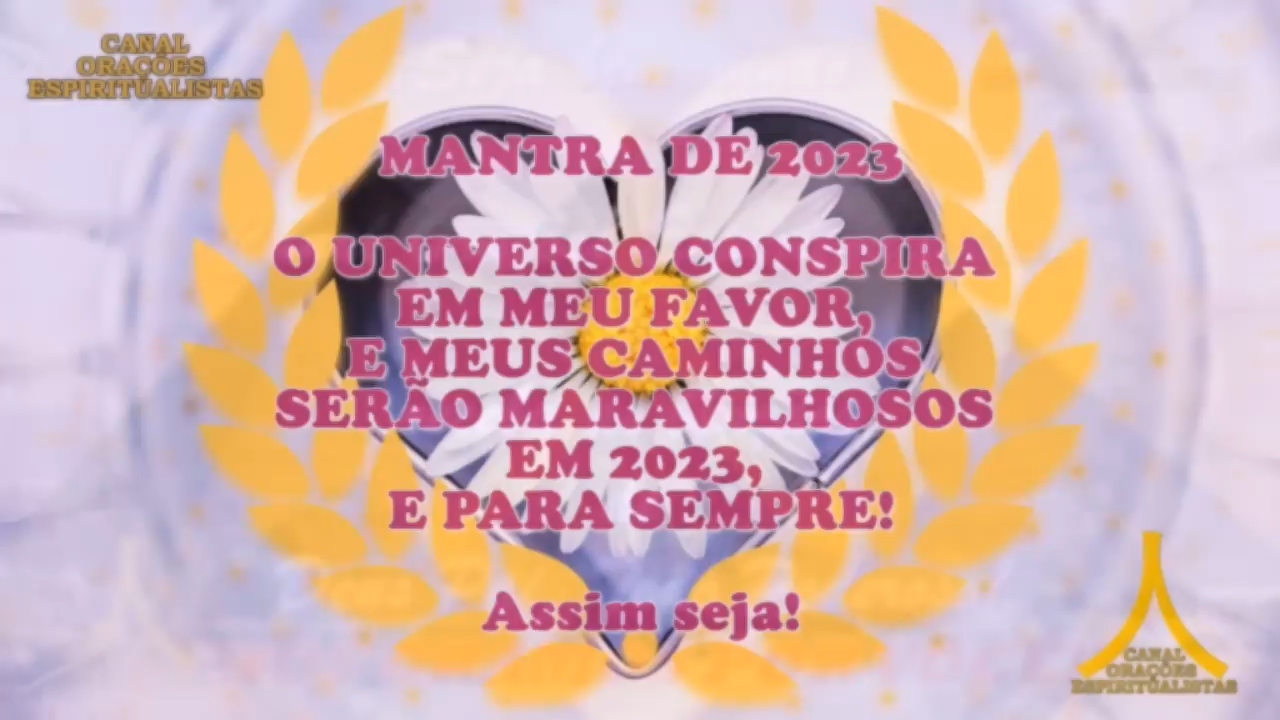 CANAL
ORAÇÕES
ESPIRITUALISTAS
MANTRA DE 2023
O UNIVERSO CONSPIRA
EM MEU FAVOR,
E MEUS CAMINHOS
SERÃO MARAVILHOSOS
EM 2023,
E PARA SEMPRE!
Assim seja!
CANAL
ORAÇÕES
ESPIRITUALISTAS